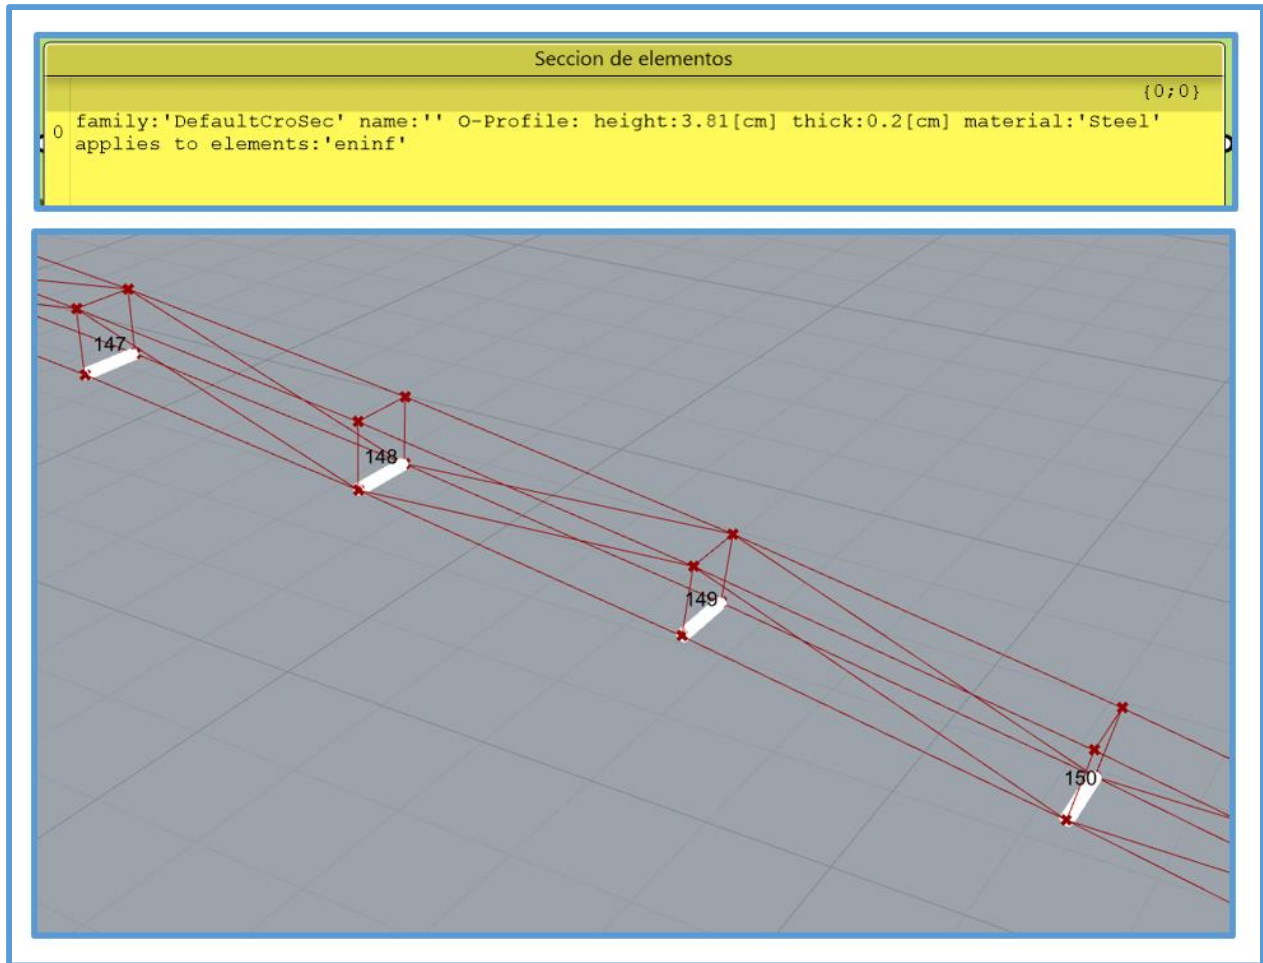 Seccion de elementos
{0;0}
0 family:'DefaultCroSec' name:'' O-Profile: height:3.81[cm] thick:0.2[cm] material:'Steel'
applies to elements:'eninf'
147
148
149
150